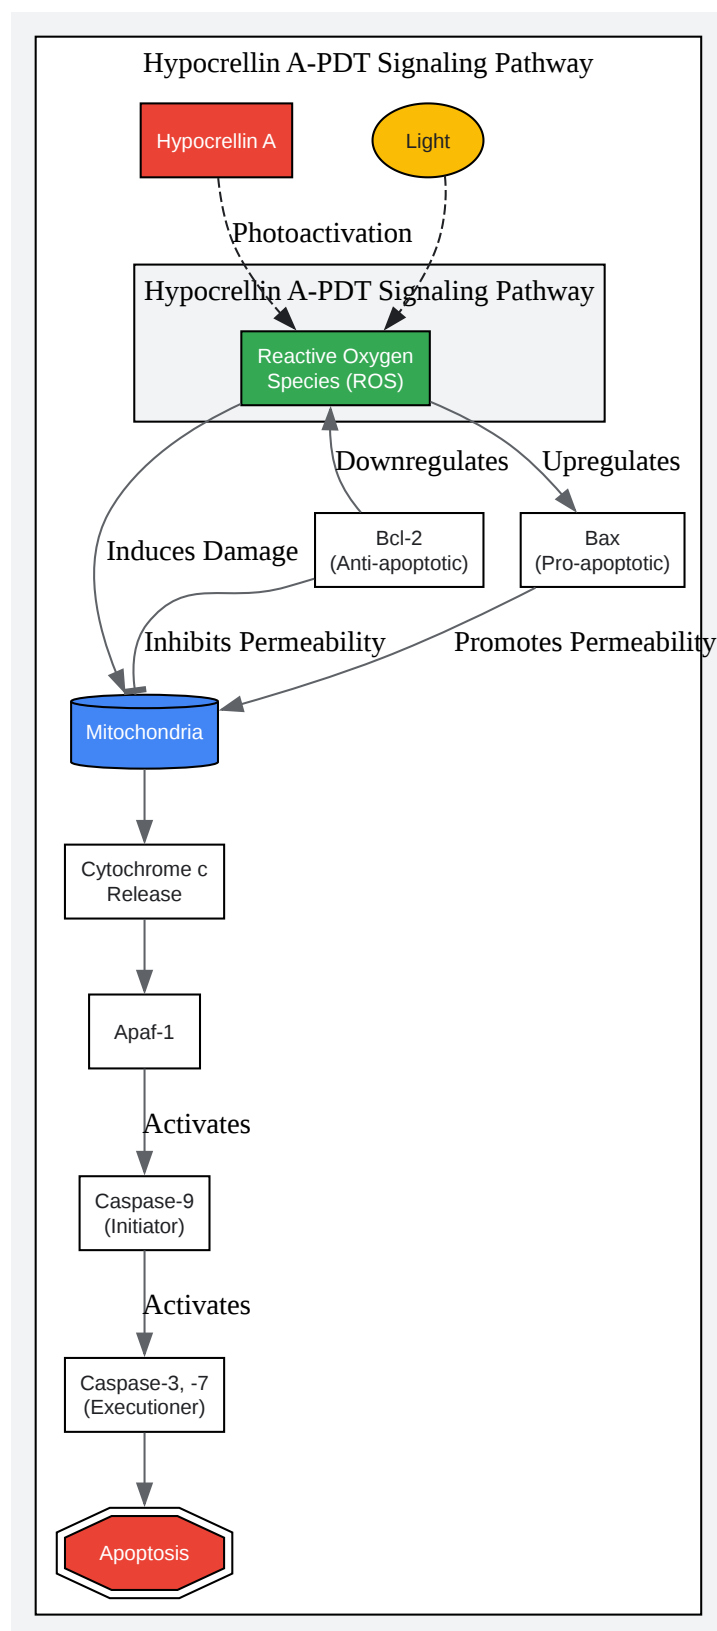 Hypocrellin A-PDT Signaling Pathway
Hypocrellin A
Light
Photoactivation
Hypocrellin A-PDT Signaling Pathway
Reactive Oxygen
Species (ROS)
Downregulates
Upregulates
Bcl-2
(Anti-apoptotic)
Bax
(Pro-apoptotic)
Induces Damage
Inhibits Permeability
Promotes Permeability
Mitochondria
Cytochrome c
Release
Apaf-1
Activates
Caspase-9
(Initiator)
Activates
Caspase-3, -7
(Executioner)
Apoptosis